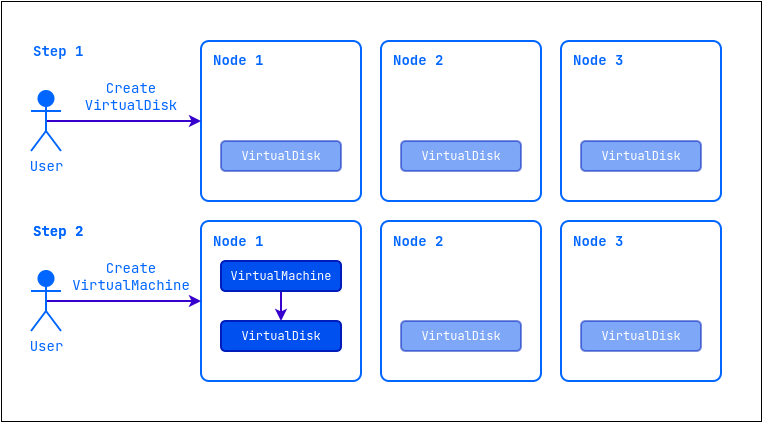 Step 1
Create
VirtualDisk
User
Node 1
VirtualDisk
Node 2
VirtualDisk
Node 3
VirtualDisk
Step 2
Create
VirtualMachine
User
Node 1
VirtualMachine
VirtualDisk
Node 2
VirtualDisk
Node 3
VirtualDisk